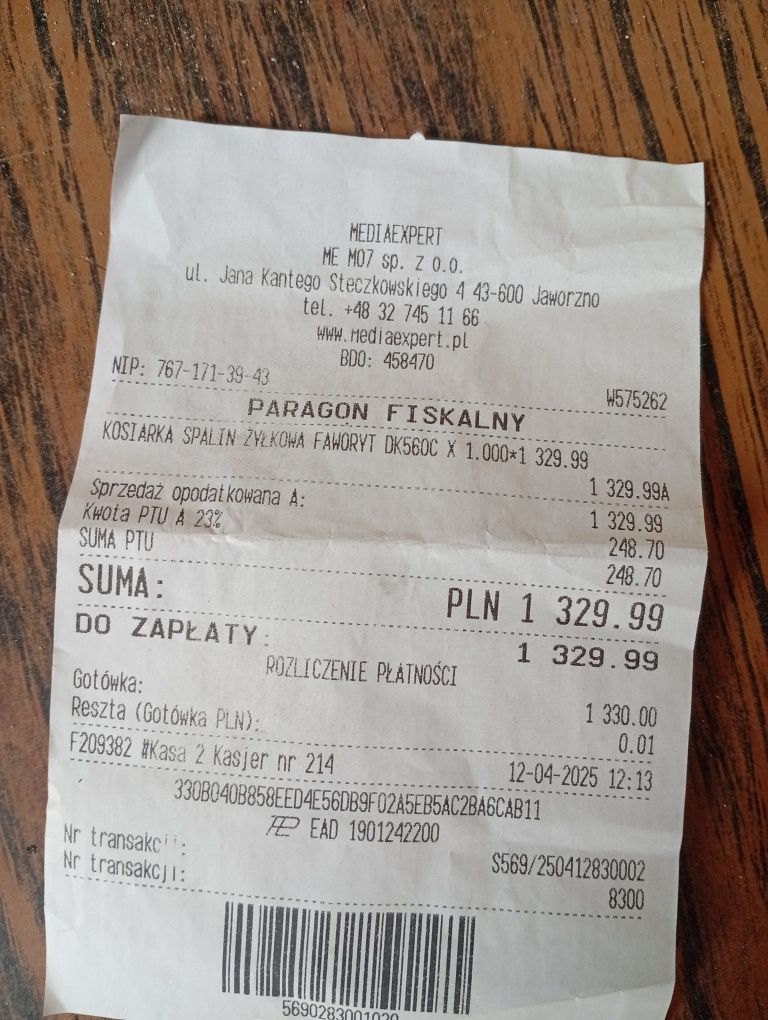 MEDIAEXPERT
ME M07 sp. z o.o.
ul. Jana Kantego Steczkowskiego 4 43-600 Jaworzno
tel. +48 32 745 11 66
www.mediaexpert.pl
BDO: 458470
NIP: 767-171-39-43 W575262
PARAGON FISKALNY
KOSIARKA SPALIN ŻYŁKOWA FAWORYT DK560C X 1.000*1 329.99
1 329.99A
Sprzedaż opodatkowana A: 1 329.99
Kwota PTU A 23% 248.70
SUMA PTU 248.70
SUMA: PLN 1 329.99
DO ZAPŁATY: 1 329.99
ROZLICZENIE PŁATNOŚCI
Gotówka: 1 330.00
Reszta (Gotówka PLN): 0.01
F209382 #Kasa 2 Kasjer nr 214 12-04-2025 12:13
330B040B858EED4E56DB9F02A5EB5AC2BA6CAB11
EAD 1901242200
Nr transakcji: S569/250412830002
Nr transakcji: 8300